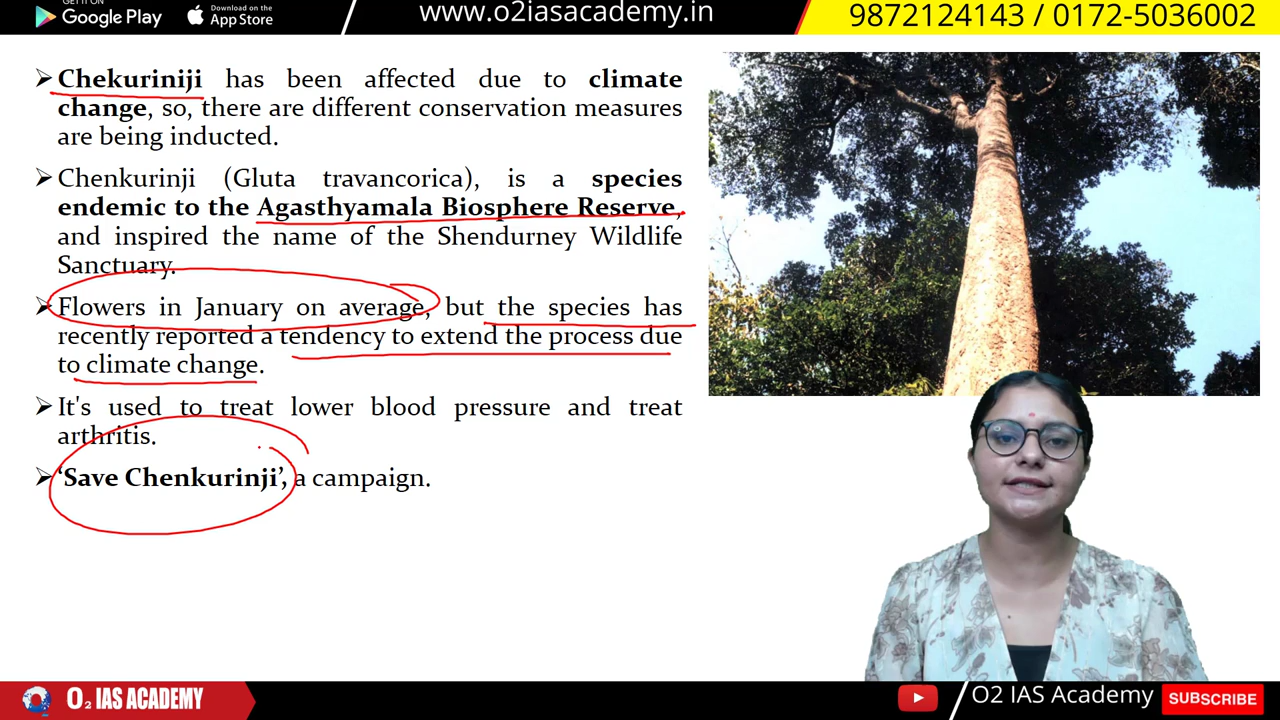 GET IT ON
Google Play
Download on the
App Store
www.o2iasacademy.in
9872124143 / 0172-5036002
➢ Chekuriniji has been affected due to climate
change, so, there are different conservation measures
are being inducted.
➢ Chenkurinji (Gluta travancorica), is a species
endemic to the Agasthyamala Biosphere Reserve,
and inspired the name of the Shendurney Wildlife
Sanctuary.
➢ Flowers in January on average, but the species has
recently reported a tendency to extend the process due
to climate change.
➢ It's used to treat lower blood pressure and treat
arthritis.
➢ ‘Save Chenkurinji’, a campaign.
O₂ IAS ACADEMY
O2 IAS Academy
SUBSCRIBE